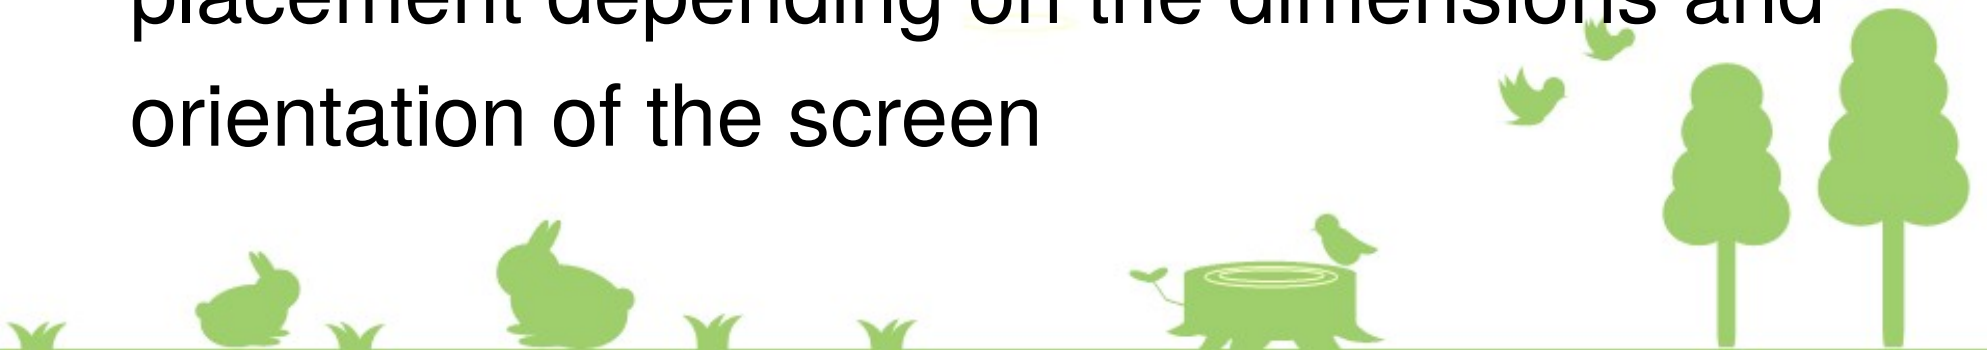 placement depending on the dimensions and
orientation of the screen